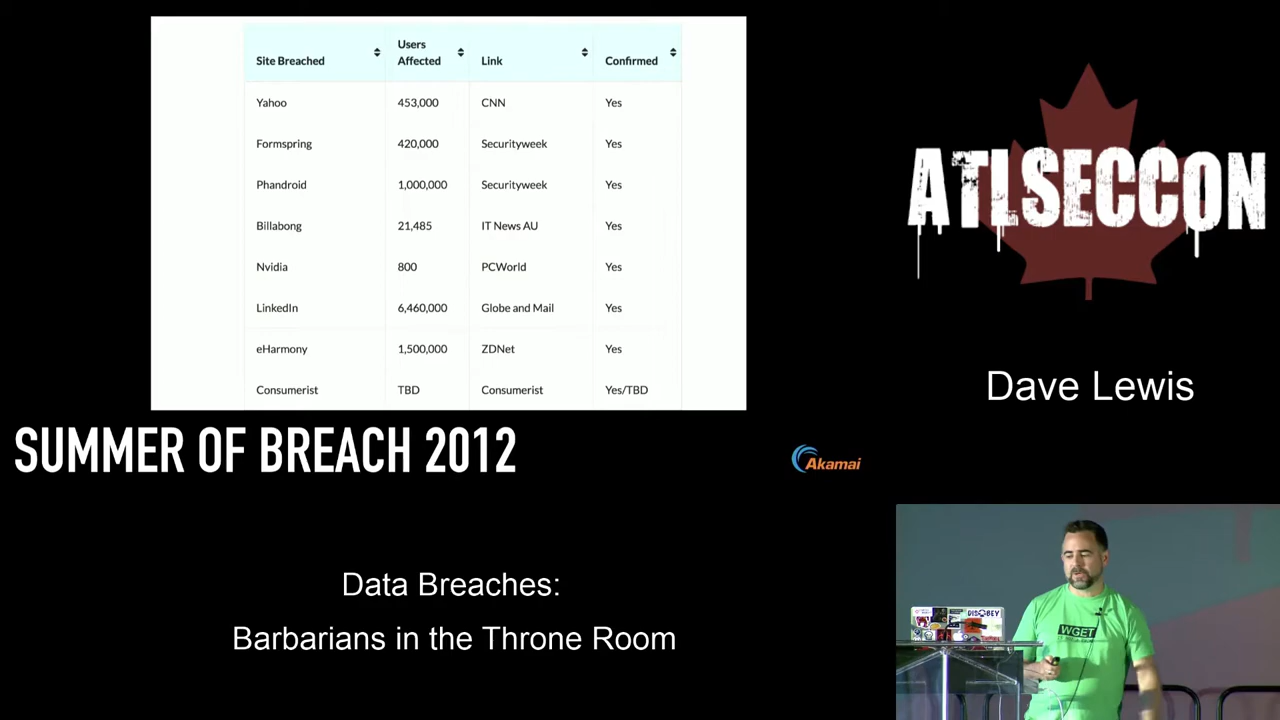 Site Breached Users Affected Link Confirmed
Yahoo 453,000 CNN Yes
Formspring 420,000 Securityweek Yes
Phandroid 1,000,000 Securityweek Yes
Billabong 21,485 IT News AU Yes
Nvidia 800 PCWorld Yes
LinkedIn 6,460,000 Globe and Mail Yes
eHarmony 1,500,000 ZDNet Yes
Consumerist TBD Consumerist Yes/TBD
SUMMER OF BREACH 2012
Akamai
Data Breaches:
Barbarians in the Throne Room
ATLSECCON
Dave Lewis
DISOBEY
WGET